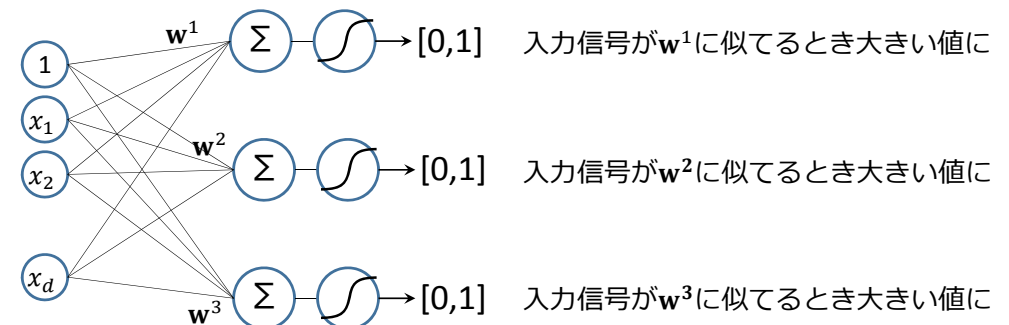 w¹ Σ [0,1] 入力信号がw¹に似てるとき大きい値に
1
x₁
w² Σ [0,1] 入力信号がw²に似てるとき大きい値に
x₂
x_d
w³ Σ [0,1] 入力信号がw³に似てるとき大きい値に